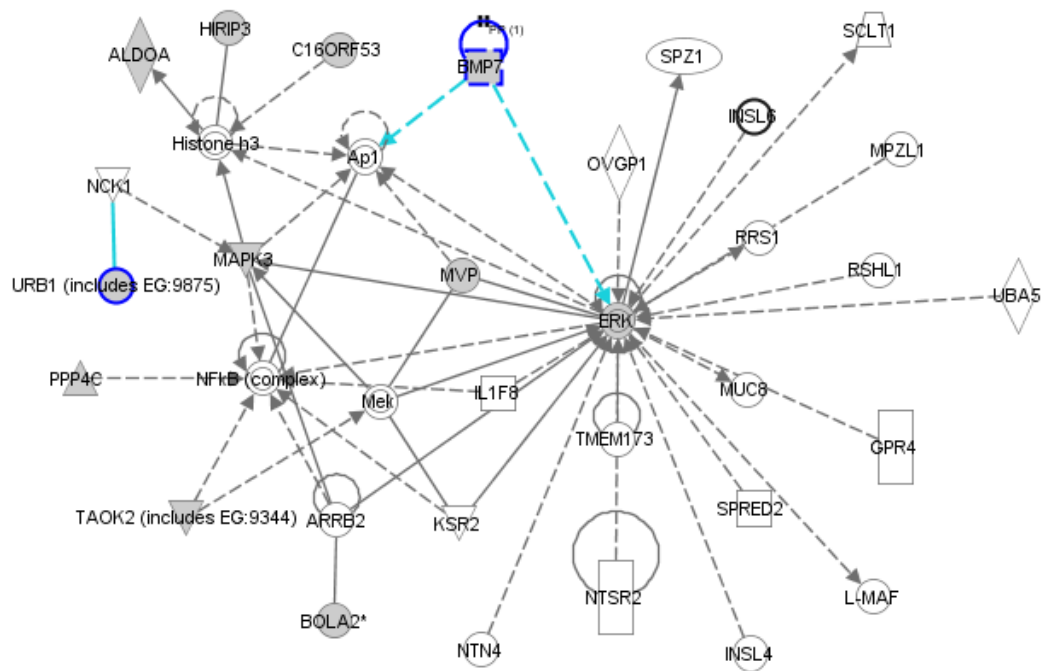 HIRIP3
SCLT1
ALDOA
C16ORF53
BMP7
SPZ1
INSL6
Histone h3
Ap1
OVGP1
MPZL1
NCK1
RRS1
MAPK3
MVP
RSHL1
URB1 (includes EG:9875)
UBA5
ERK
PPP4C
NFkB (complex)
Mek
IL1F8
MUC8
TMEM173
GPR4
SPRED2
TAOK2 (includes EG:9344)
ARRB2
KSR2
L-MAF
NTSR2
BOLA2*
NTN4
INSL4